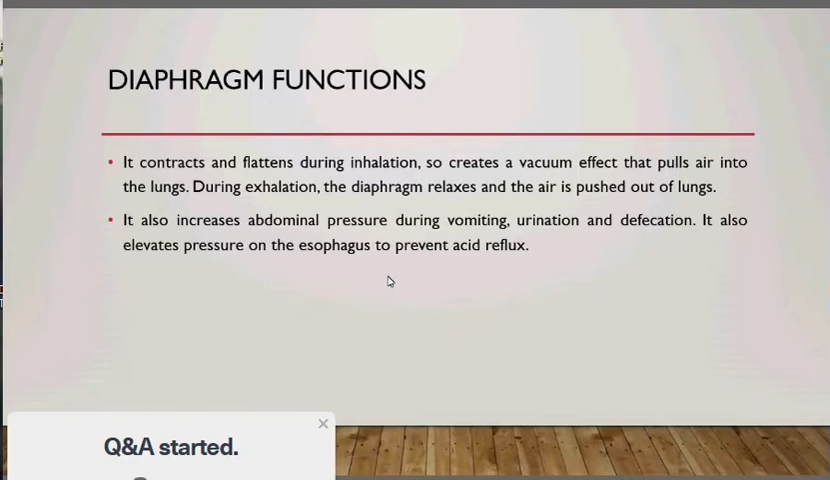 DIAPHRAGM FUNCTIONS
• It contracts and flattens during inhalation, so creates a vacuum effect that pulls air into
the lungs. During exhalation, the diaphragm relaxes and the air is pushed out of lungs.
• It also increases abdominal pressure during vomiting, urination and defecation. It also
elevates pressure on the esophagus to prevent acid reflux.
Q&A started.